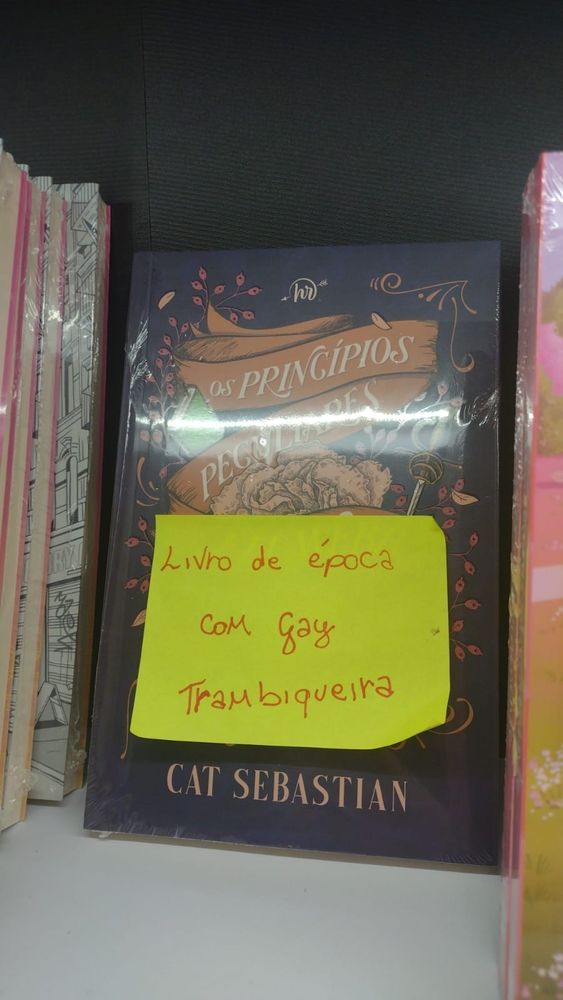 hr
OS PRINCÍPIOS
PECULIARES
Livro de época
com Gay
Trambiqueira
CAT SEBASTIAN